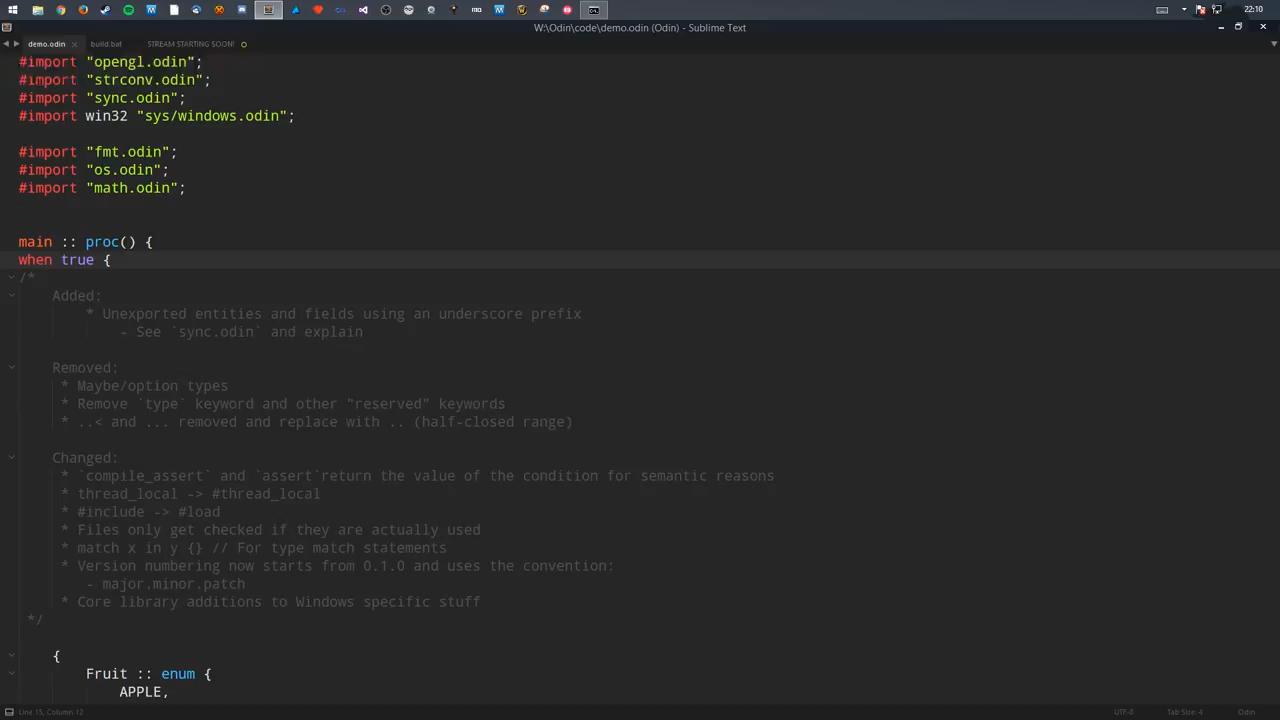 22:10
W:\Odin\code\demo.odin (Odin) - Sublime Text
demo.odin build.bat STREAM STARTING SOON!
#import "opengl.odin";
#import "strconv.odin";
#import "sync.odin";
#import win32 "sys/windows.odin";
#import "fmt.odin";
#import "os.odin";
#import "math.odin";
main :: proc() {
when true {
/*
Added:
* Unexported entities and fields using an underscore prefix
- See `sync.odin` and explain
Removed:
* Maybe/option types
* Remove `type` keyword and other "reserved" keywords
* ..< and ... removed and replace with .. (half-closed range)
Changed:
* `compile_assert` and `assert`return the value of the condition for semantic reasons
* thread_local -> #thread_local
* #include -> #load
* Files only get checked if they are actually used
* match x in y {} // For type match statements
* Version numbering now starts from 0.1.0 and uses the convention:
- major.minor.patch
* Core library additions to Windows specific stuff
*/
{
Fruit :: enum {
APPLE,
Line 15, Column 12 UTF-8 Tab Size: 4 Odin